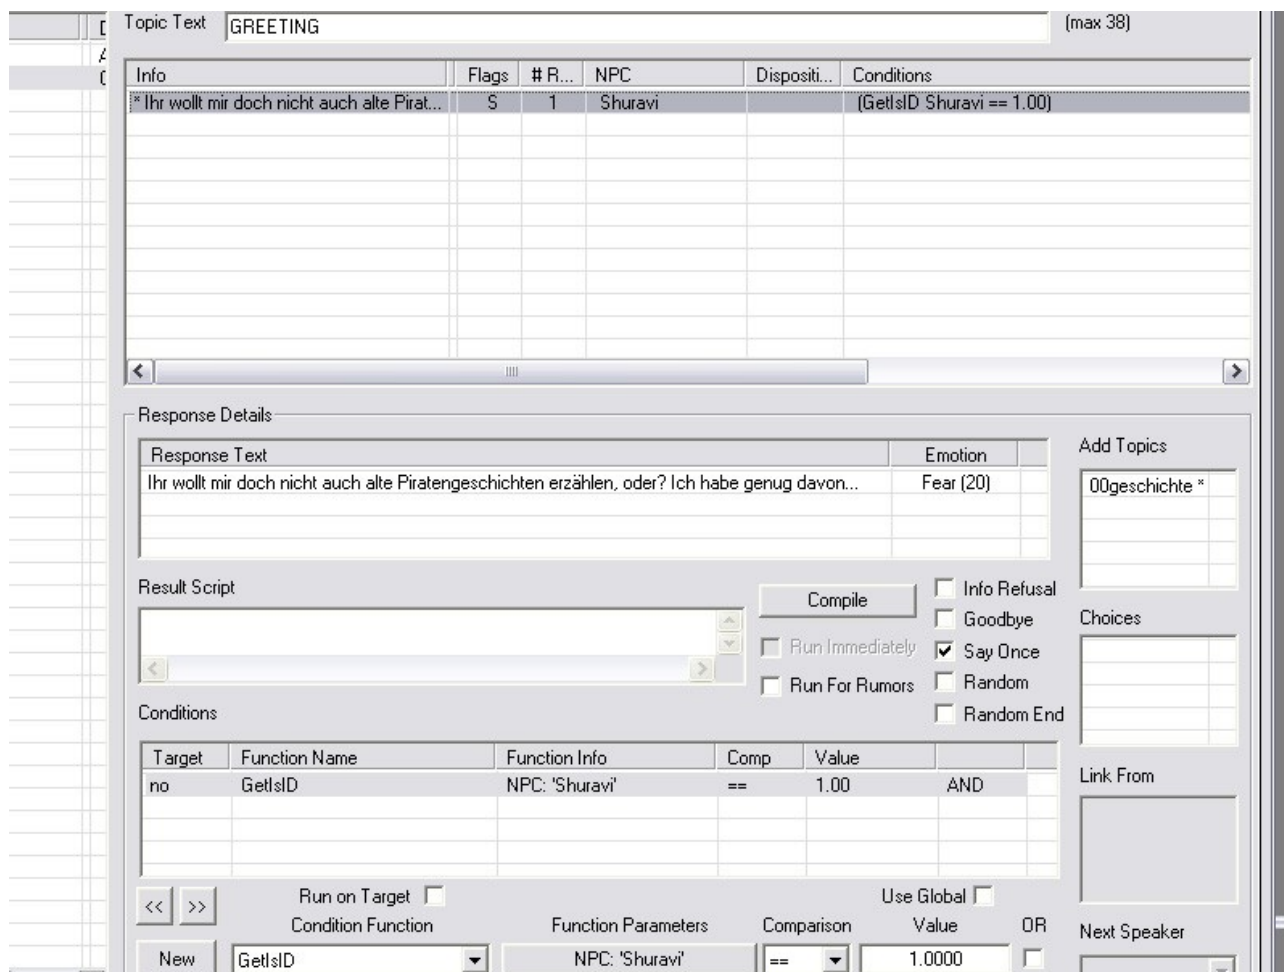 D
Topic Text GREETING (max 38)
Info Flags # R... NPC Dispositi... Conditions
* Ihr wollt mir doch nicht auch alte Pirat... S 1 Shuravi (GetIsID Shuravi == 1.00)
Response Details
Response Text Emotion
Ihr wollt mir doch nicht auch alte Piratengeschichten erzählen, oder? Ich habe genug davon... Fear (20)
Add Topics
00geschichte *
Result Script
Compile
Run Immediately
Run For Rumors
Info Refusal
Goodbye
Say Once
Random
Random End
Choices
Conditions
Target Function Name Function Info Comp Value
no GetIsID NPC: 'Shuravi' == 1.00 AND
Link From
<< >> Run on Target Use Global
Condition Function Function Parameters Comparison Value OR
Next Speaker
New GetIsID NPC: 'Shuravi' == 1.0000